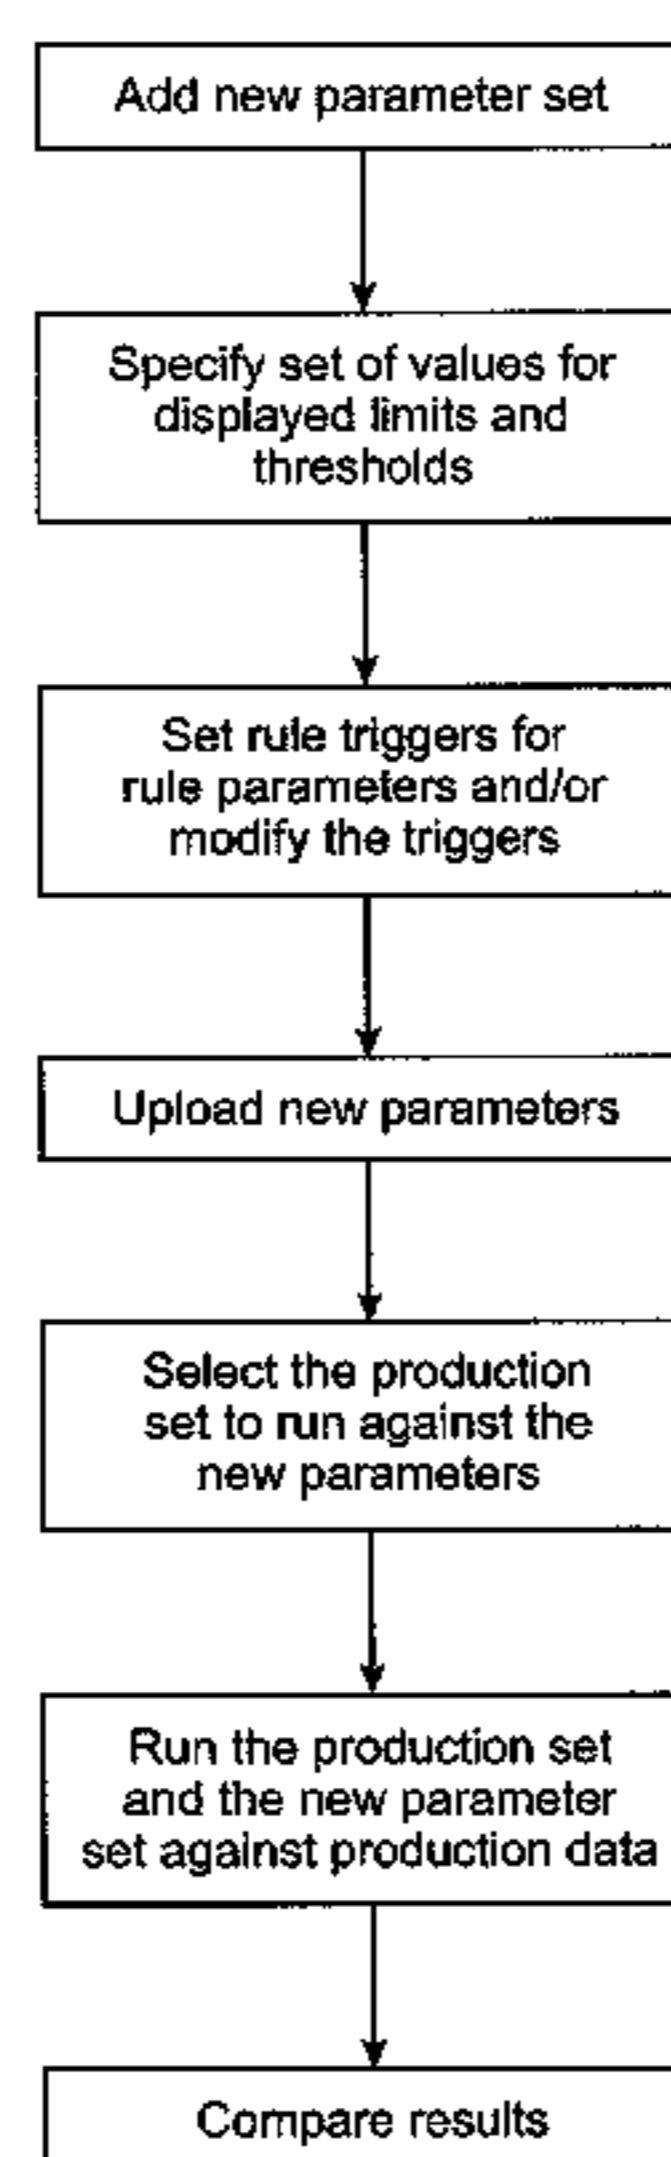 Add new parameter set
Specify set of values for
displayed limits and
thresholds
Set rule triggers for
rule parameters and/or
modify the triggers
Upload new parameters
Select the production
set to run against the
new parameters
Run the production set
and the new parameter
set against production data
Compare results